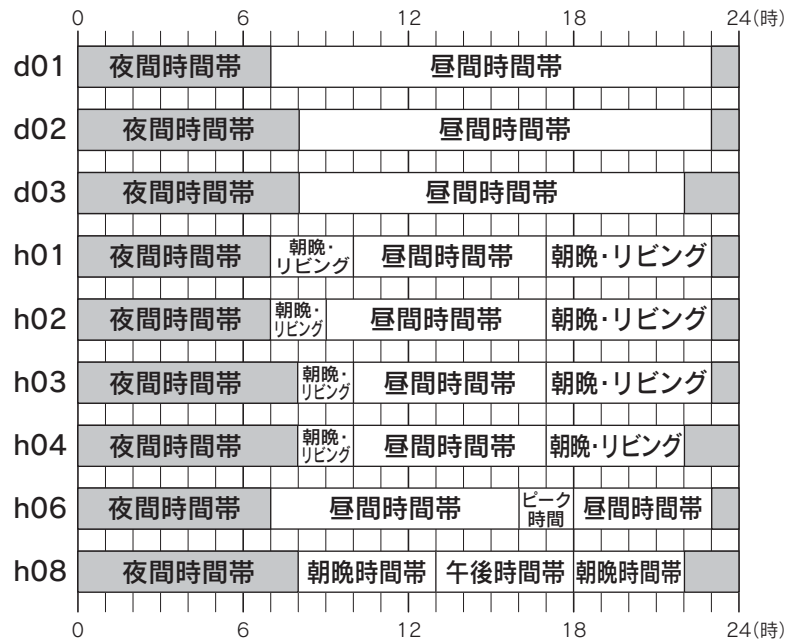 0 6 12 18 24(時)
d01 夜間時間帯 昼間時間帯
d02 夜間時間帯 昼間時間帯
d03 夜間時間帯 昼間時間帯
h01 夜間時間帯 朝晩・リビング 昼間時間帯 朝晩・リビング
h02 夜間時間帯 朝晩・リビング 昼間時間帯 朝晩・リビング
h03 夜間時間帯 朝晩・リビング 昼間時間帯 朝晩・リビング
h04 夜間時間帯 朝晩・リビング 昼間時間帯 朝晩・リビング
h06 夜間時間帯 昼間時間帯 ピーク時間 昼間時間帯
h08 夜間時間帯 朝晩時間帯 午後時間帯 朝晩時間帯
0 6 12 18 24(時)